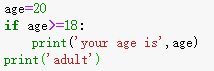 age=20
if age>=18:
    print('your age is',age)
print('adult')